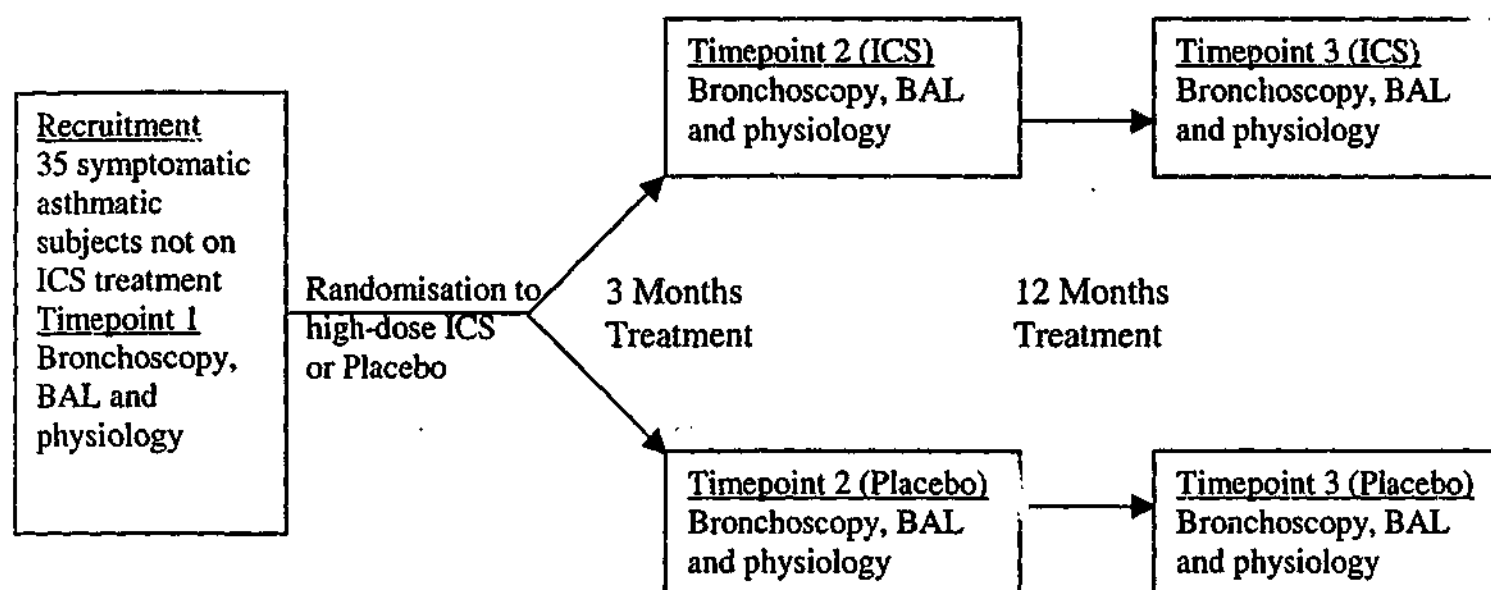 Recruitment
35 symptomatic
asthmatic
subjects not on
ICS treatment
Timepoint 1
Bronchoscopy,
BAL and
physiology
Randomisation to
high-dose ICS
or Placebo
Timepoint 2 (ICS)
Bronchoscopy, BAL
and physiology
3 Months
Treatment
Timepoint 2 (Placebo)
Bronchoscopy, BAL
and physiology
Timepoint 3 (ICS)
Bronchoscopy, BAL
and physiology
12 Months
Treatment
Timepoint 3 (Placebo)
Bronchoscopy, BAL
and physiology